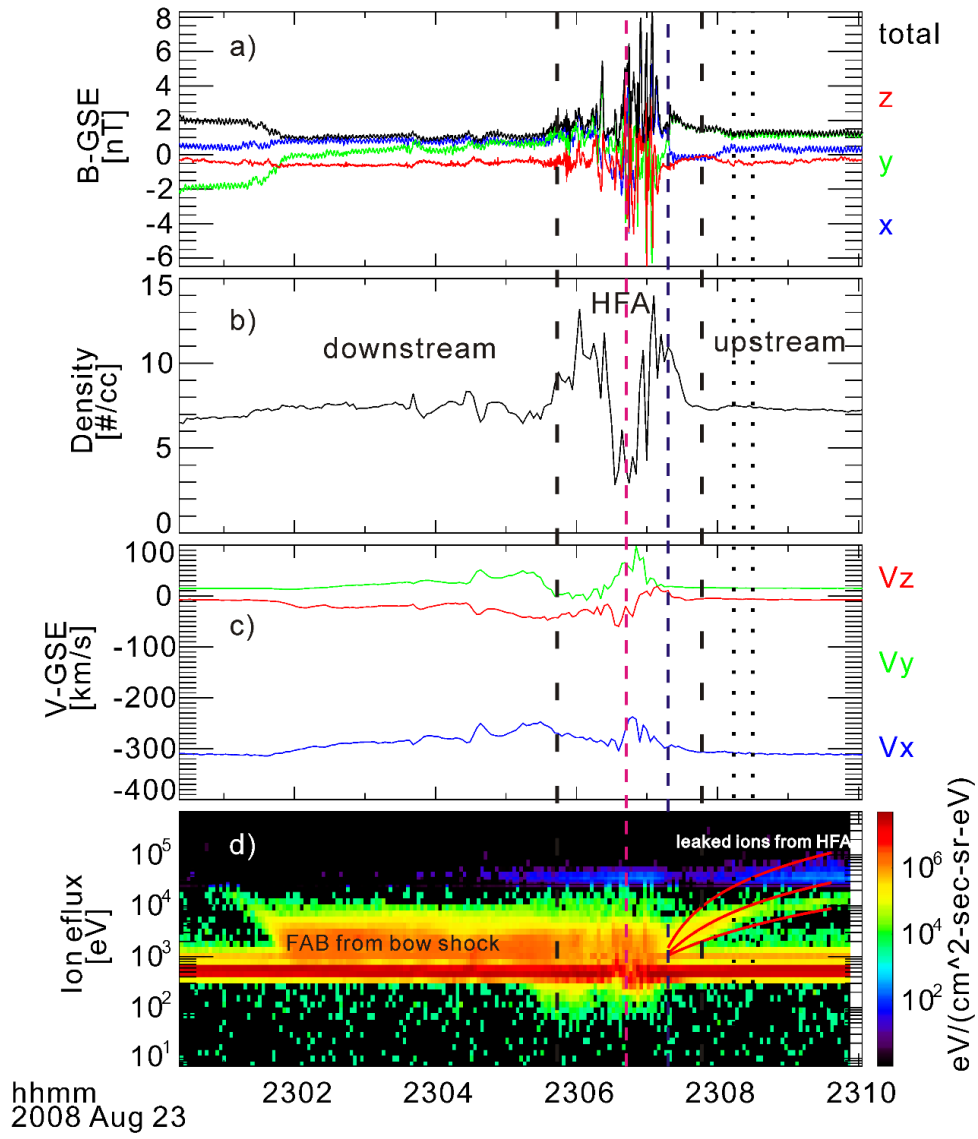 a)
B-GSE
[nT]
8
6
4
2
0
-2
-4
-6
total
z
y
x
b)
Density
[#/cc]
15
10
5
0
downstream
HFA
upstream
c)
V-GSE
[km/s]
100
0
-100
-200
-300
-400
Vz
Vy
Vx
d)
Ion eflux
[eV]
10^5
10^4
10^3
10^2
10^1
leaked ions from HFA
FAB from bow shock
10^6
10^4
10^2
eV/(cm^2-sec-sr-eV)
hhmm
2302
2304
2306
2308
2310
2008 Aug 23